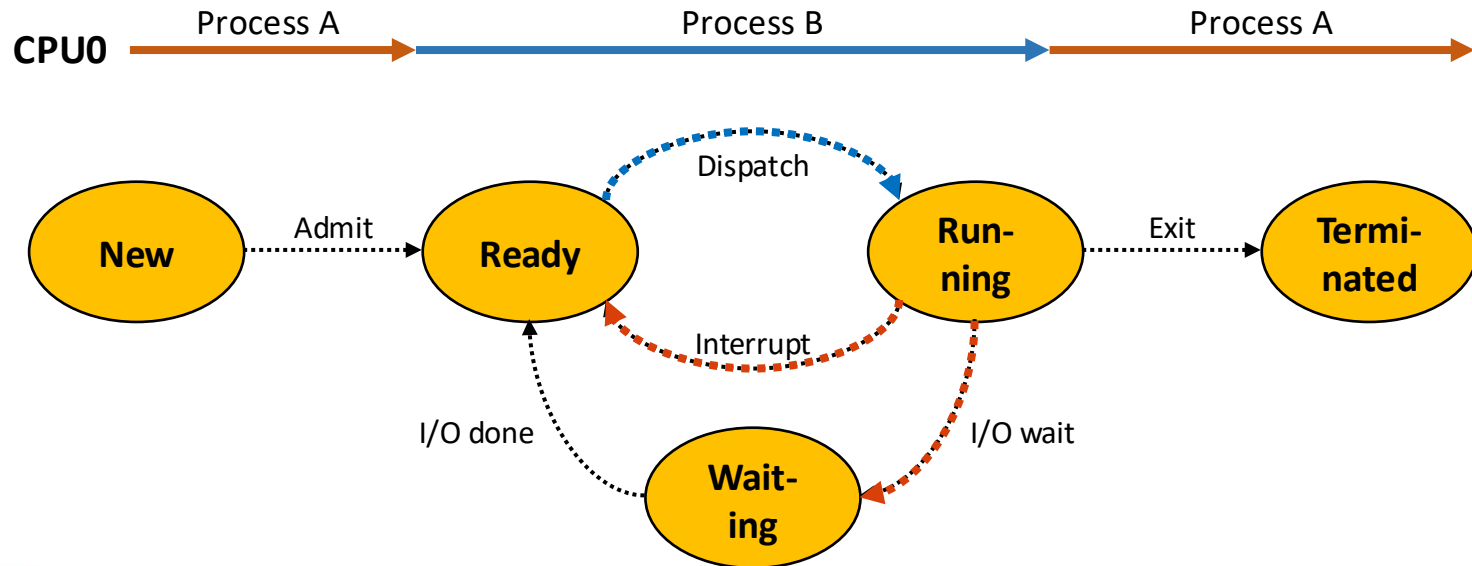 Process A
Process B
Process A
CPU0
Dispatch
New
Admit
Ready
Run-
ning
Exit
Termi-
nated
Interrupt
I/O done
I/O wait
Wait-
ing